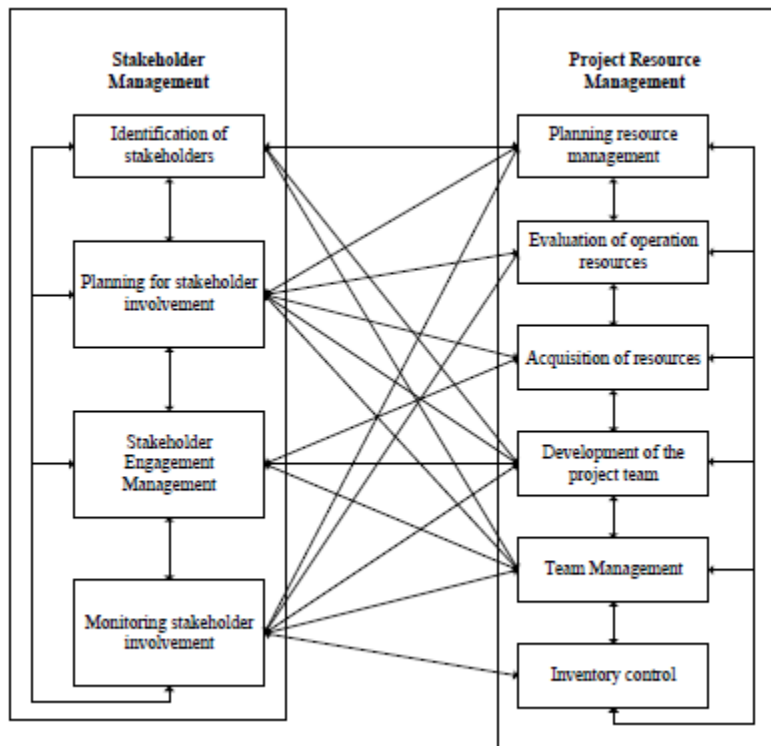 Stakeholder
Management
Identification of
stakeholders
Planning for stakeholder
involvement
Stakeholder
Engagement
Management
Monitoring stakeholder
involvement
Project Resource
Management
Planning resource
management
Evaluation of operation
resources
Acquisition of resources
Development of the
project team
Team Management
Inventory control